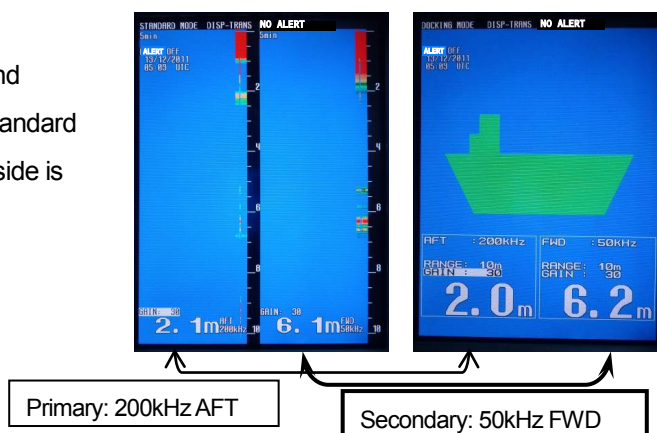 nd
andard
side is
STANDARD MODE DISP-TRANS NO ALERT
5min 5min
ALERT OFF
13/12/2011
05:09 UTC
2 2
4 4
6 6
8 8
GAIN: 30 GAIN: 30
2. 1m AFT 200kHz 10 6. 1m FWD 50kHz 10
DOCKING MODE DISP-TRANS NO ALERT
ALERT OFF
13/12/2011
05:09 UTC
AFT :200kHz FWD :50kHz
RANGE: 10m RANGE: 10m
GAIN : 30 GAIN : 30
2.0m 6.2m
Primary: 200kHz AFT
Secondary: 50kHz FWD